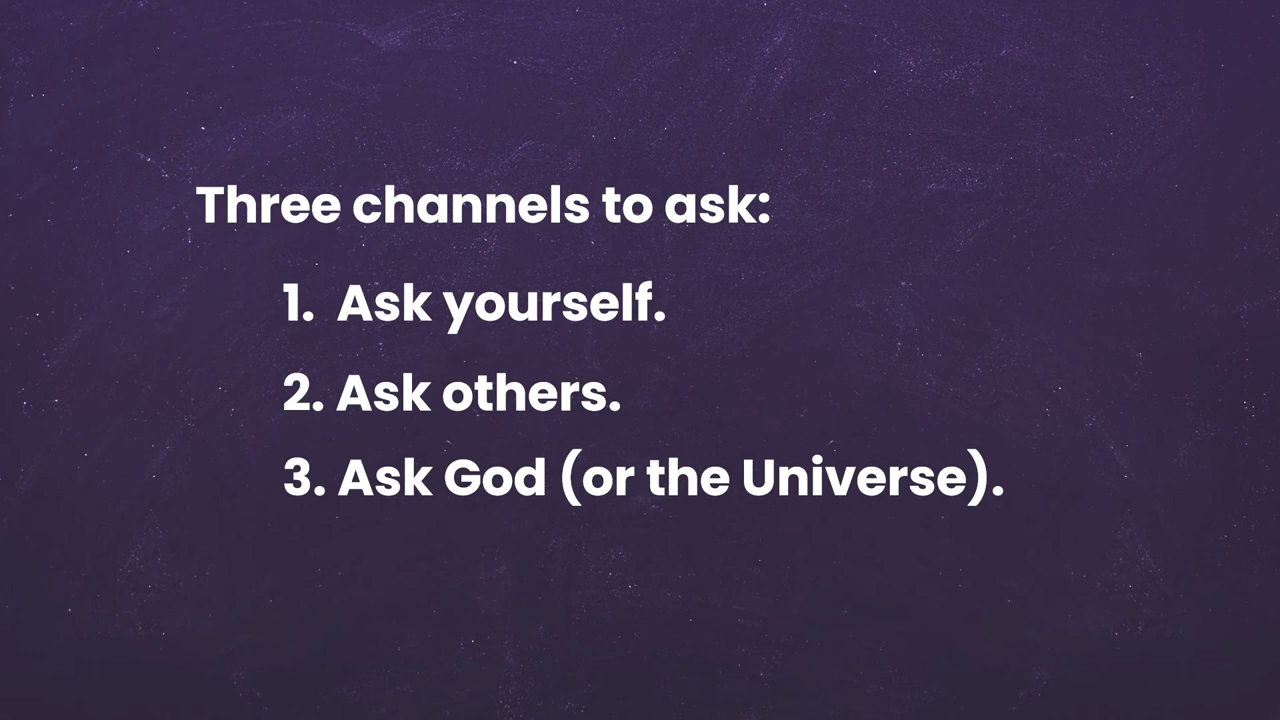 Three channels to ask:
1. Ask yourself.
2. Ask others.
3. Ask God (or the Universe).